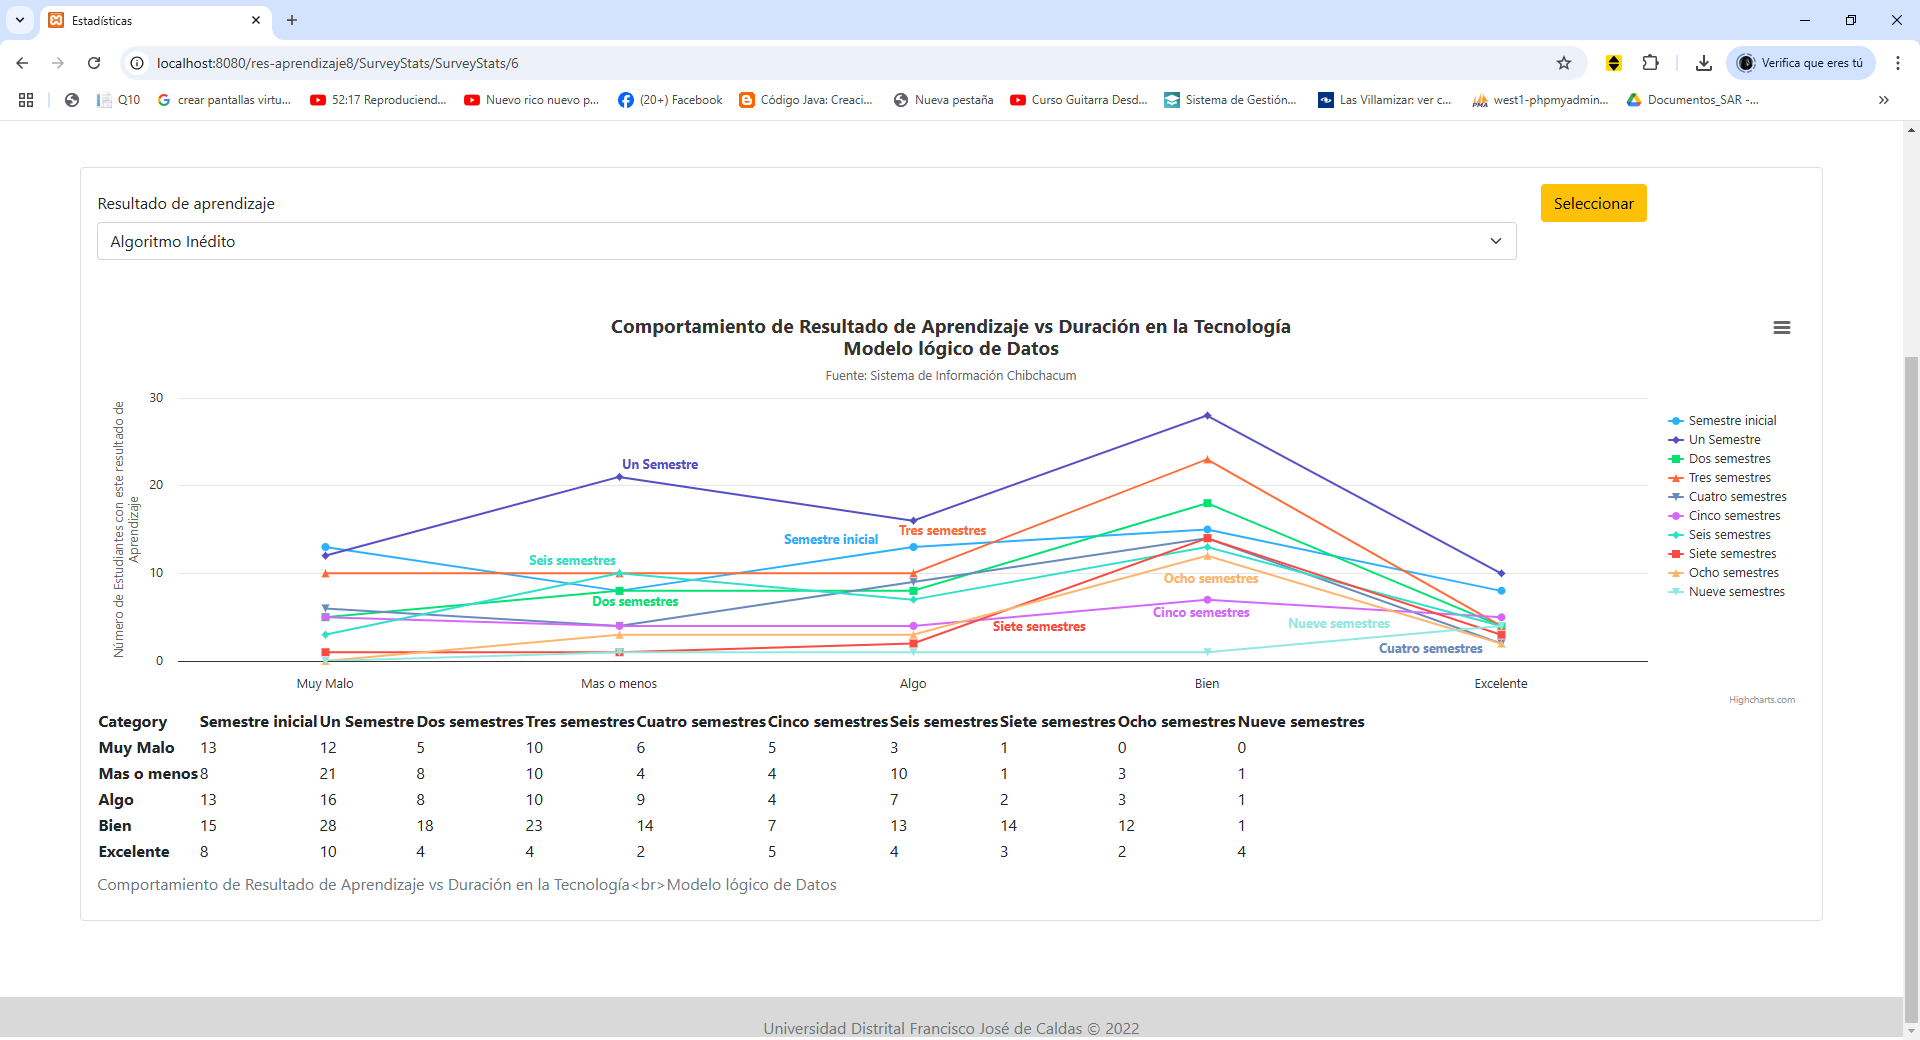 Estadísticas
localhost:8080/res-aprendizaje8/SurveyStats/SurveyStats/6
Verifica que eres tú
Q10
crear pantallas virtu...
52:17 Reproduciend...
Nuevo rico nuevo p...
(20+) Facebook
Código Java: Creaci...
Nueva pestaña
Curso Guitarra Desd...
Sistema de Gestión...
Las Villamizar: ver c...
west1-phpmyadmin...
Documentos_SAR -...
Resultado de aprendizaje
Seleccionar
Algoritmo Inédito
Comportamiento de Resultado de Aprendizaje vs Duración en la Tecnología
Modelo lógico de Datos
Fuente: Sistema de Información Chibchacum
Número de Estudiantes con este resultado de
Aprendizaje
30
20
10
0
Un Semestre
Tres semestres
Semestre inicial
Seis semestres
Dos semestres
Ocho semestres
Cinco semestres
Siete semestres
Nueve semestres
Cuatro semestres
Muy Malo
Mas o menos
Algo
Bien
Excelente
Semestre inicial
Un Semestre
Dos semestres
Tres semestres
Cuatro semestres
Cinco semestres
Seis semestres
Siete semestres
Ocho semestres
Nueve semestres
Highcharts.com
Category Semestre inicial Un Semestre Dos semestres Tres semestres Cuatro semestres Cinco semestres Seis semestres Siete semestres Ocho semestres Nueve semestres
Muy Malo 13 12 5 10 6 5 3 1 0 0
Mas o menos 8 21 8 10 4 4 10 1 3 1
Algo 13 16 8 10 9 4 7 2 3 1
Bien 15 28 18 23 14 7 13 14 12 1
Excelente 8 10 4 4 2 5 4 3 2 4
Comportamiento de Resultado de Aprendizaje vs Duración en la Tecnología<br>Modelo lógico de Datos
Universidad Distrital Francisco José de Caldas © 2022